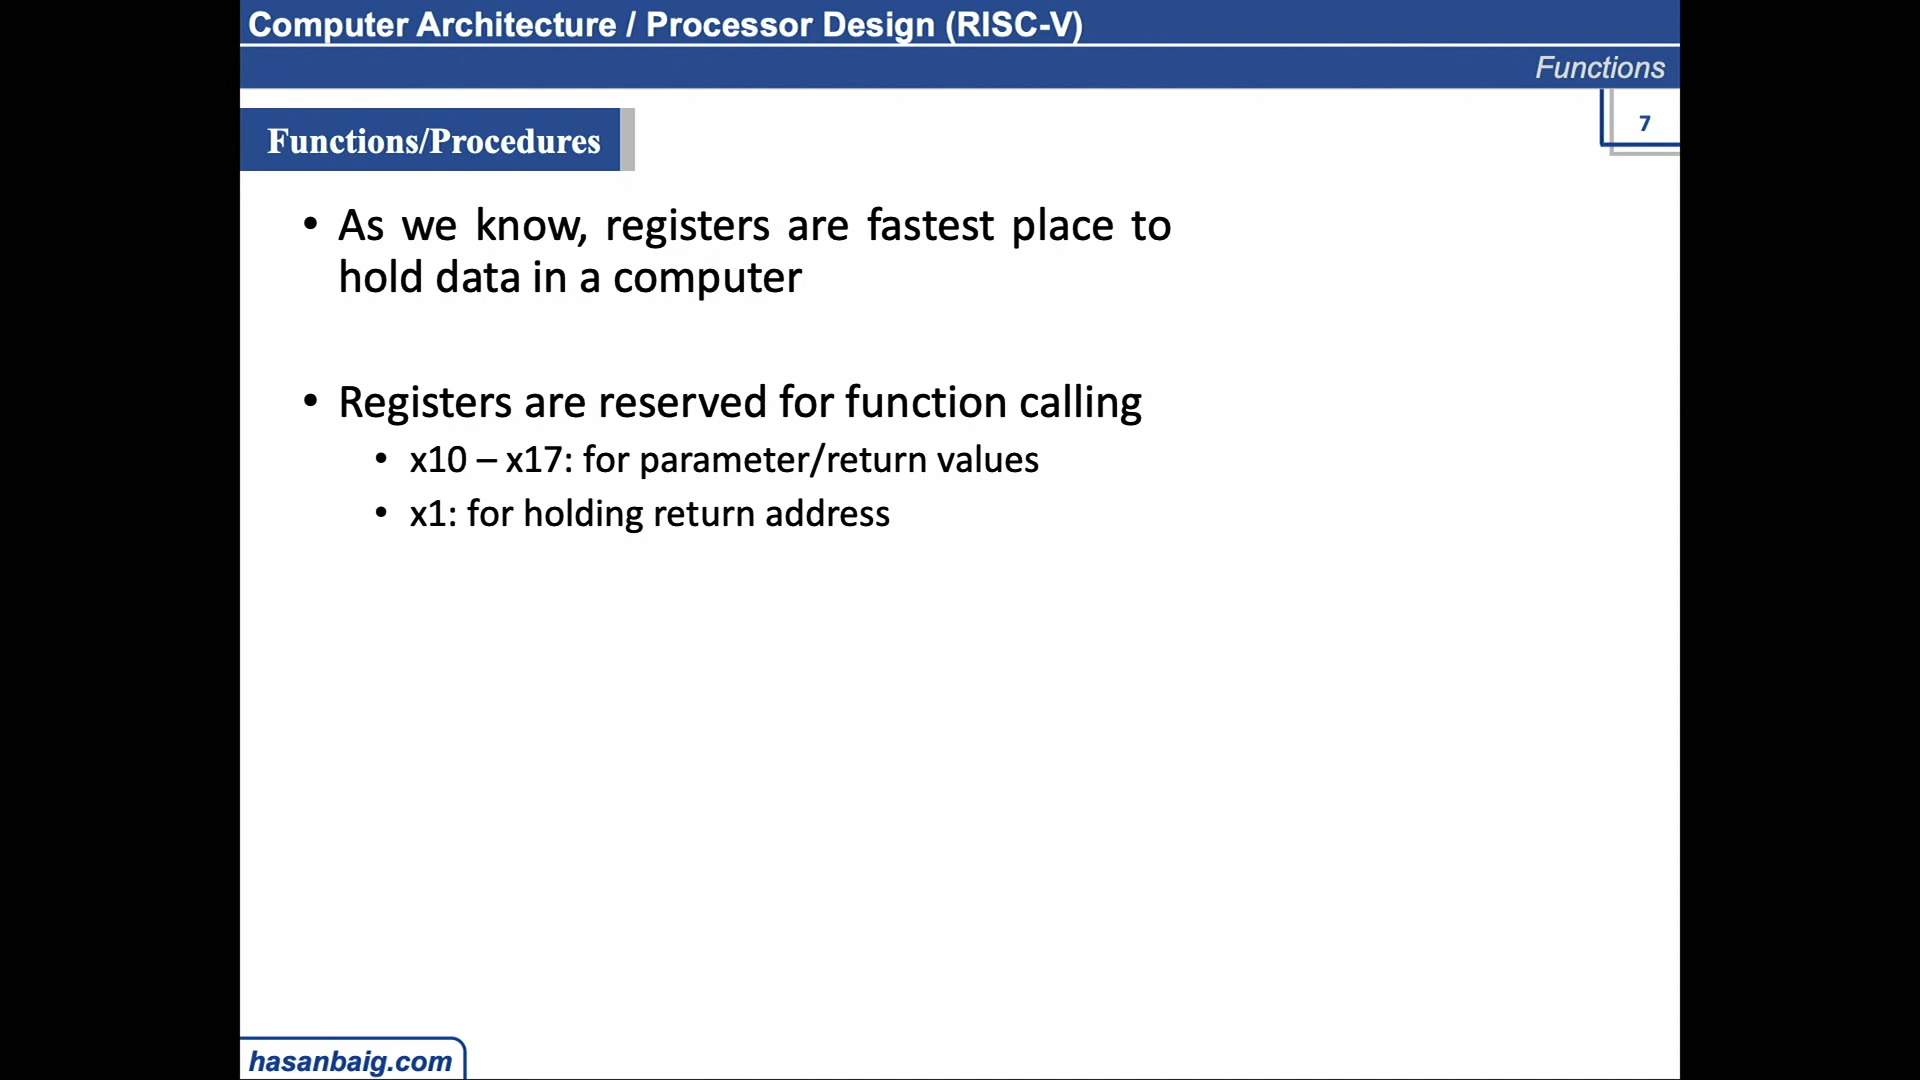 Computer Architecture / Processor Design (RISC-V)
Functions
7
Functions/Procedures
• As we know, registers are fastest place to
hold data in a computer
• Registers are reserved for function calling
• x10 – x17: for parameter/return values
• x1: for holding return address
hasanbaig.com